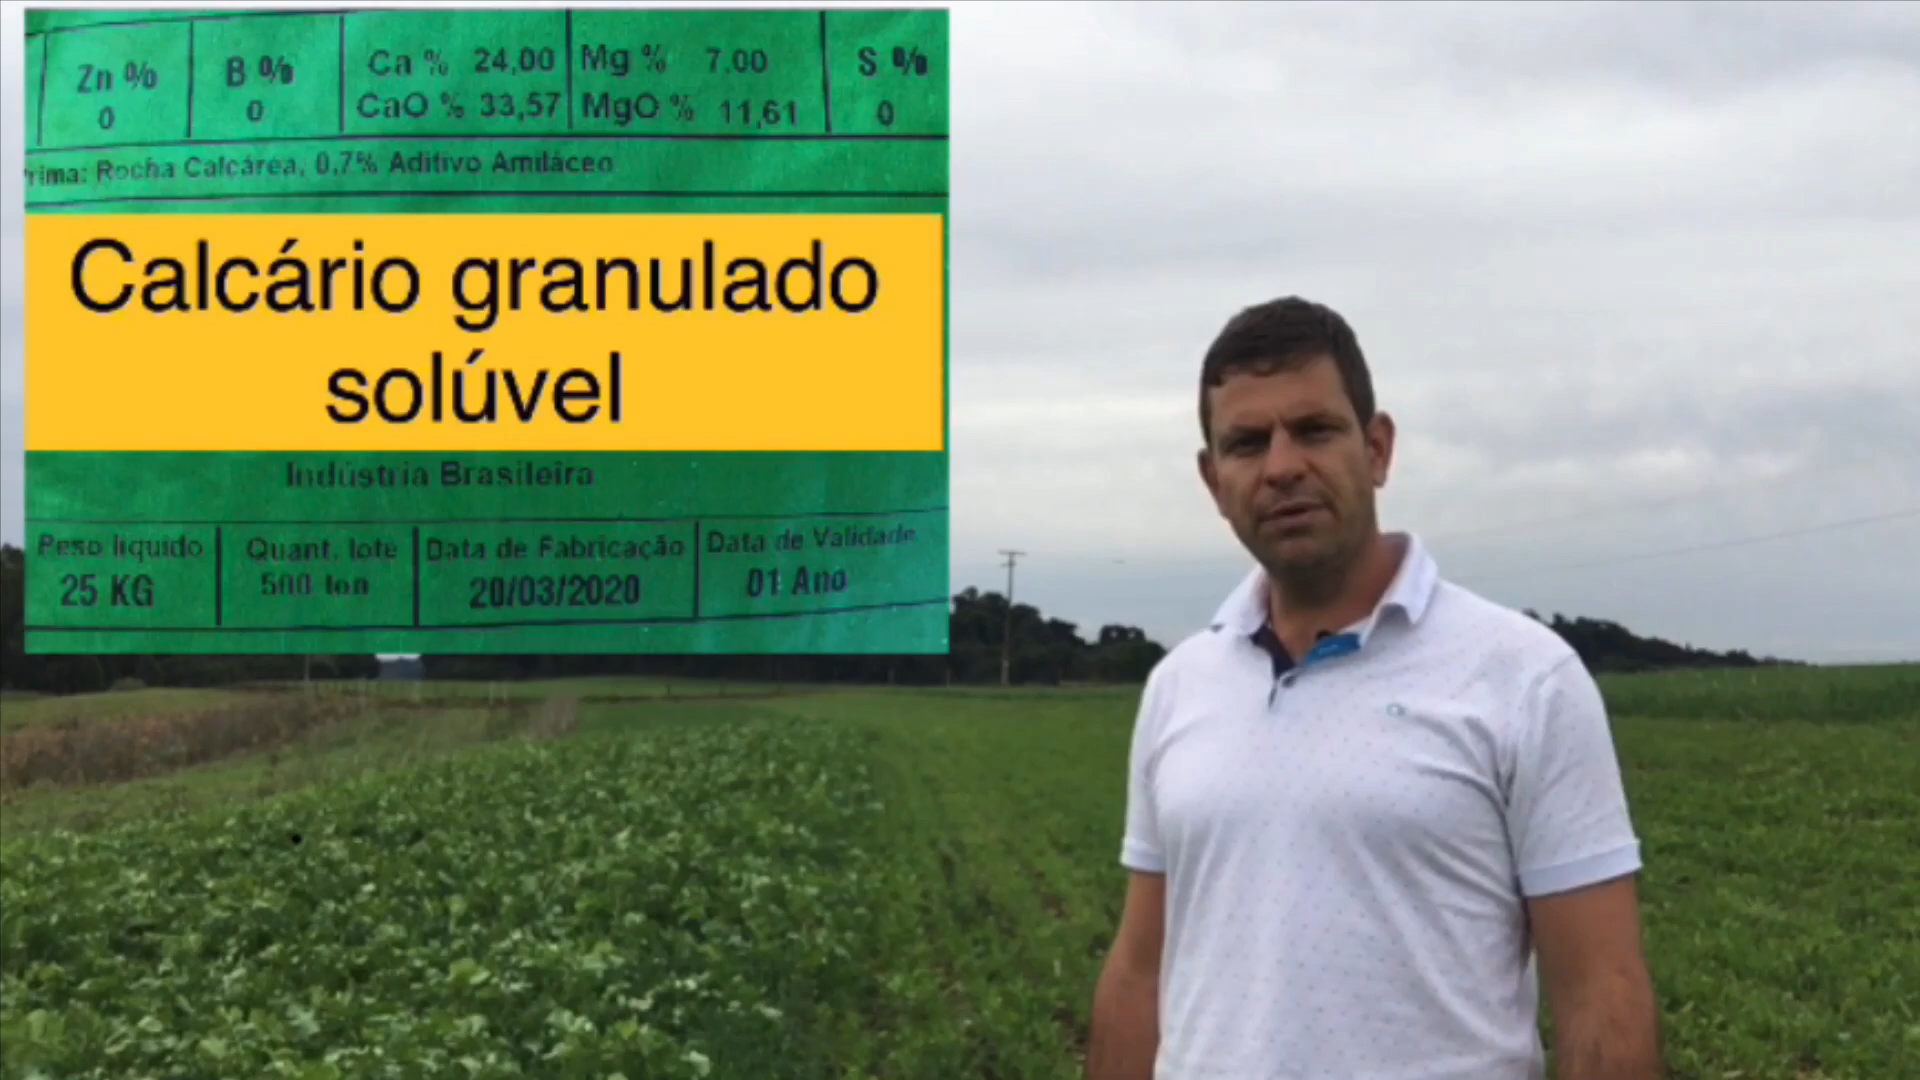 Zn % B % Ca % 24,00 Mg % 7.00 S %
0 0 CaO % 33,57 MgO % 11,61 0
rima: Rocha Calcárea, 0,7% Aditivo Amiláceo
Calcário granulado
solúvel
Indústria Brasileira
Peso líquido Quant. lote Data de Fabricação Data de Validade
25 KG 500 ton 20/03/2020 01 Ano